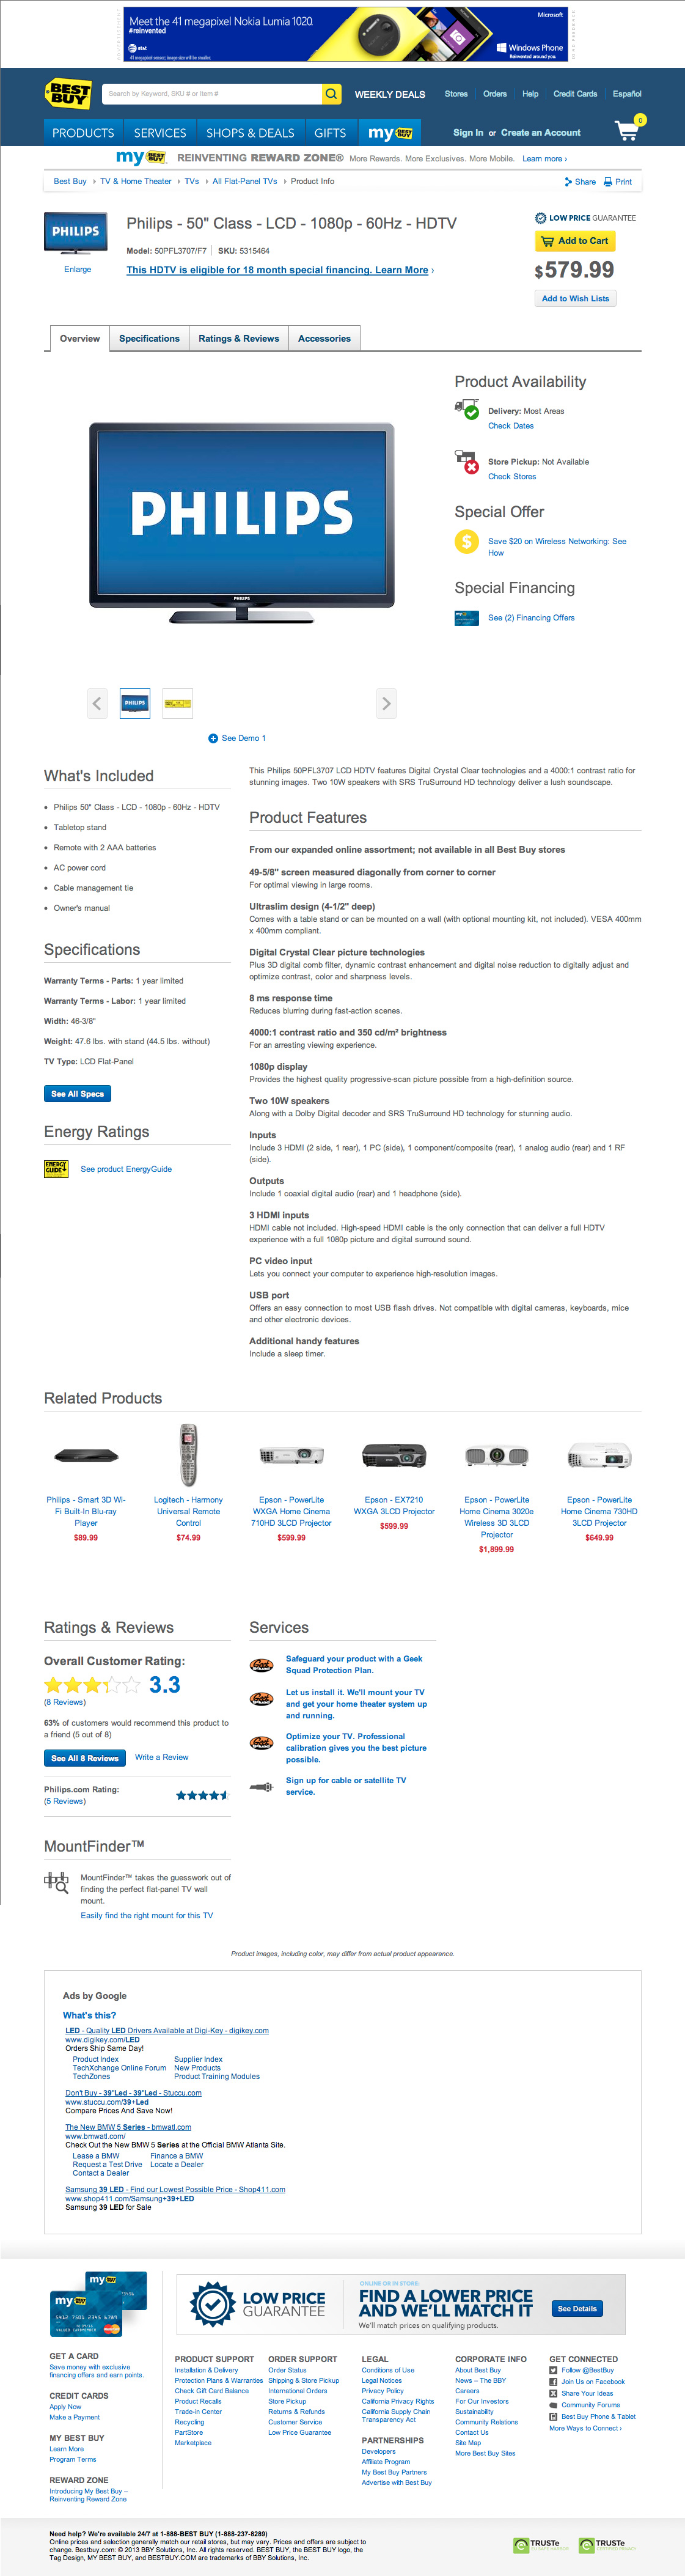 Meet the 41 megapixel Nokia Lumia 1020.
#reinvented
at&t
41 megapixel image; large size sensor only.
Microsoft
Windows Phone
Reinvented around you.
BEST BUY
Search by Keyword, SKU # or Item #
WEEKLY DEALS
Stores
Orders
Help
Credit Cards
Español
PRODUCTS
SERVICES
SHOPS & DEALS
GIFTS
my BEST BUY
Sign In or Create an Account
0
my BEST BUY REINVENTING REWARD ZONE® More Rewards. More Exclusives. More Mobile. Learn more ›
Best Buy › TV & Home Theater › TVs › All Flat-Panel TVs › Product Info
Share
Print
PHILIPS
Enlarge
Philips - 50" Class - LCD - 1080p - 60Hz - HDTV
Model: 50PFL3707/F7 | SKU: 5315464
This HDTV is eligible for 18 month special financing. Learn More ›
LOW PRICE GUARANTEE
Add to Cart
$579.99
Add to Wish Lists
Overview
Specifications
Ratings & Reviews
Accessories
PHILIPS
PHILIPS
Product Availability
Delivery: Most Areas
Check Dates
Store Pickup: Not Available
Check Stores
Special Offer
$
Save $20 on Wireless Networking: See
How
Special Financing
See (2) Financing Offers
PHILIPS
See Demo 1
What's Included
• Philips 50" Class - LCD - 1080p - 60Hz - HDTV
• Tabletop stand
• Remote with 2 AAA batteries
• AC power cord
• Cable management tie
• Owner's manual
Specifications
Warranty Terms - Parts: 1 year limited
Warranty Terms - Labor: 1 year limited
Width: 46-3/8"
Weight: 47.6 lbs. with stand (44.5 lbs. without)
TV Type: LCD Flat-Panel
See All Specs
Energy Ratings
ENERGY GUIDE
See product EnergyGuide
This Philips 50PFL3707 LCD HDTV features Digital Crystal Clear technologies and a 4000:1 contrast ratio for
stunning images. Two 10W speakers with SRS TruSurround HD technology deliver a lush soundscape.
Product Features
From our expanded online assortment; not available in all Best Buy stores
49-5/8" screen measured diagonally from corner to corner
For optimal viewing in large rooms.
Ultraslim design (4-1/2" deep)
Comes with a table stand or can be mounted on a wall (with optional mounting kit, not included). VESA 400mm
x 400mm compliant.
Digital Crystal Clear picture technologies
Plus 3D digital comb filter, dynamic contrast enhancement and digital noise reduction to digitally adjust and
optimize contrast, color and sharpness levels.
8 ms response time
Reduces blurring during fast-action scenes.
4000:1 contrast ratio and 350 cd/m² brightness
For an arresting viewing experience.
1080p display
Provides the highest quality progressive-scan picture possible from a high-definition source.
Two 10W speakers
Along with a Dolby Digital decoder and SRS TruSurround HD technology for stunning audio.
Inputs
Include 3 HDMI (2 side, 1 rear), 1 PC (side), 1 component/composite (rear), 1 analog audio (rear) and 1 RF
(side).
Outputs
Include 1 coaxial digital audio (rear) and 1 headphone (side).
3 HDMI inputs
HDMI cable not included. High-speed HDMI cable is the only connection that can deliver a full HDTV
experience with a full 1080p picture and digital surround sound.
PC video input
Lets you connect your computer to experience high-resolution images.
USB port
Offers an easy connection to most USB flash drives. Not compatible with digital cameras, keyboards, mice
and other electronic devices.
Additional handy features
Include a sleep timer.
Related Products
Philips - Smart 3D Wi-
Fi Built-In Blu-ray
Player
$89.99
Logitech - Harmony
Universal Remote
Control
$74.99
Epson - PowerLite
WXGA Home Cinema
710HD 3LCD Projector
$599.99
Epson - EX7210
WXGA 3LCD Projector
$599.99
Epson - PowerLite
Home Cinema 3020e
Wireless 3D 3LCD
Projector
$1,899.99
Epson - PowerLite
Home Cinema 730HD
3LCD Projector
$649.99
Ratings & Reviews
Overall Customer Rating:
3.3
(8 Reviews)
63% of customers would recommend this product to
a friend (5 out of 8)
See All 8 Reviews
Write a Review
Philips.com Rating:
(5 Reviews)
Services
Safeguard your product with a Geek
Squad Protection Plan.
Let us install it. We'll mount your TV
and get your home theater system up
and running.
Optimize your TV. Professional
calibration gives you the best picture
possible.
Sign up for cable or satellite TV
service.
MountFinder™
MountFinder™ takes the guesswork out of
finding the perfect flat-panel TV wall
mount.
Easily find the right mount for this TV
Product images, including color, may differ from actual product appearance.
Ads by Google
What's this?
LED - Quality LED Drivers Available at Digi-Key - digikey.com
www.digikey.com/LED
Orders Ship Same Day!
Product Index Supplier Index
TechXchange Online Forum New Products
TechZones Product Training Modules
Don't Buy - 39"Led - 39"Led - Stuccu.com
www.stuccu.com/39+Led
Compare Prices And Save Now!
The New BMW 5 Series - bmwatl.com
www.bmwatl.com/
Check Out the New BMW 5 Series at the Official BMW Atlanta Site.
Lease a BMW Finance a BMW
Request a Test Drive Locate a Dealer
Contact a Dealer
Samsung 39 LED - Find our Lowest Possible Price - Shop411.com
www.shop411.com/Samsung+39+LED
Samsung 39 LED for Sale
LOW PRICE
GUARANTEE
ONLINE OR IN STORE:
FIND A LOWER PRICE
AND WE'LL MATCH IT
We'll match prices on qualifying products.
See Details
GET A CARD
Save money with exclusive
financing offers and earn points.
CREDIT CARDS
Apply Now
Make a Payment
MY BEST BUY
Learn More
Program Terms
REWARD ZONE
Introducing My Best Buy –
Reinventing Reward Zone
PRODUCT SUPPORT
Installation & Delivery
Protection Plans & Warranties
Check Gift Card Balance
Product Recalls
Trade-in Center
Recycling
PartStore
Marketplace
ORDER SUPPORT
Order Status
Shipping & Store Pickup
International Orders
Store Pickup
Returns & Refunds
Customer Service
Low Price Guarantee
LEGAL
Conditions of Use
Legal Notices
Privacy Policy
California Privacy Rights
California Supply Chain
Transparency Act
PARTNERSHIPS
Developers
Affiliate Program
My Best Buy Partners
Advertise with Best Buy
CORPORATE INFO
About Best Buy
News – The BBY
Careers
For Our Investors
Sustainability
Community Relations
Contact Us
Site Map
More Best Buy Sites
GET CONNECTED
Follow @BestBuy
Join Us on Facebook
Share Your Ideas
Community Forums
Best Buy Phone & Tablet
More Ways to Connect ›
Need help? We're available 24/7 at 1-888-BEST BUY (1-888-237-8289)
Online prices and selection generally match our retail stores, but may vary. Prices and offers are subject to
change. Bestbuy.com: © 2013 BBY Solutions, Inc. All rights reserved. BEST BUY, the BEST BUY logo, the
Tag Design, MY BEST BUY, and BESTBUY.COM are trademarks of BBY Solutions, Inc.
TRUSTe
TRUSTe